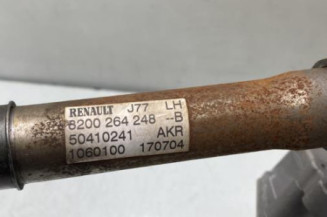 RENAULT J77 LH
8200 264 248 --B
50410241 AKR
1060100 170704